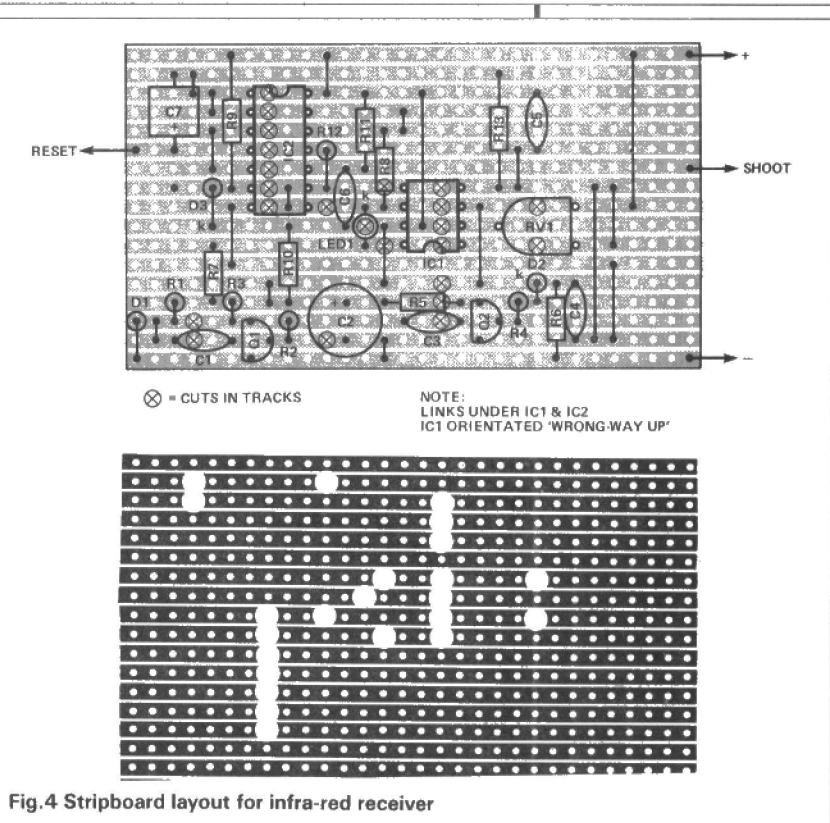 +
C7
+
R9
IC2
R12
R11
R8
R13
C5
RESET
SHOOT
D3
k
C6
k
LED1
IC1
RV1
D2
k
R7
R10
R1
R3
D1
C1
Q1
R2
+
C2
R5
C3
Q2
R4
R6
C4
–
⊗ = CUTS IN TRACKS
NOTE:
LINKS UNDER IC1 & IC2
IC1 ORIENTATED 'WRONG-WAY UP'
Fig.4 Stripboard layout for infra-red receiver